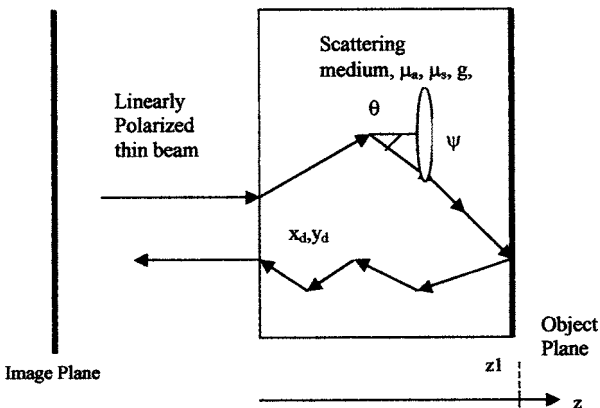 Scattering
medium, μa, μs, g,
Linearly
Polarized
thin beam
θ
ψ
xd,yd
Object
Plane
Image Plane
z1
z